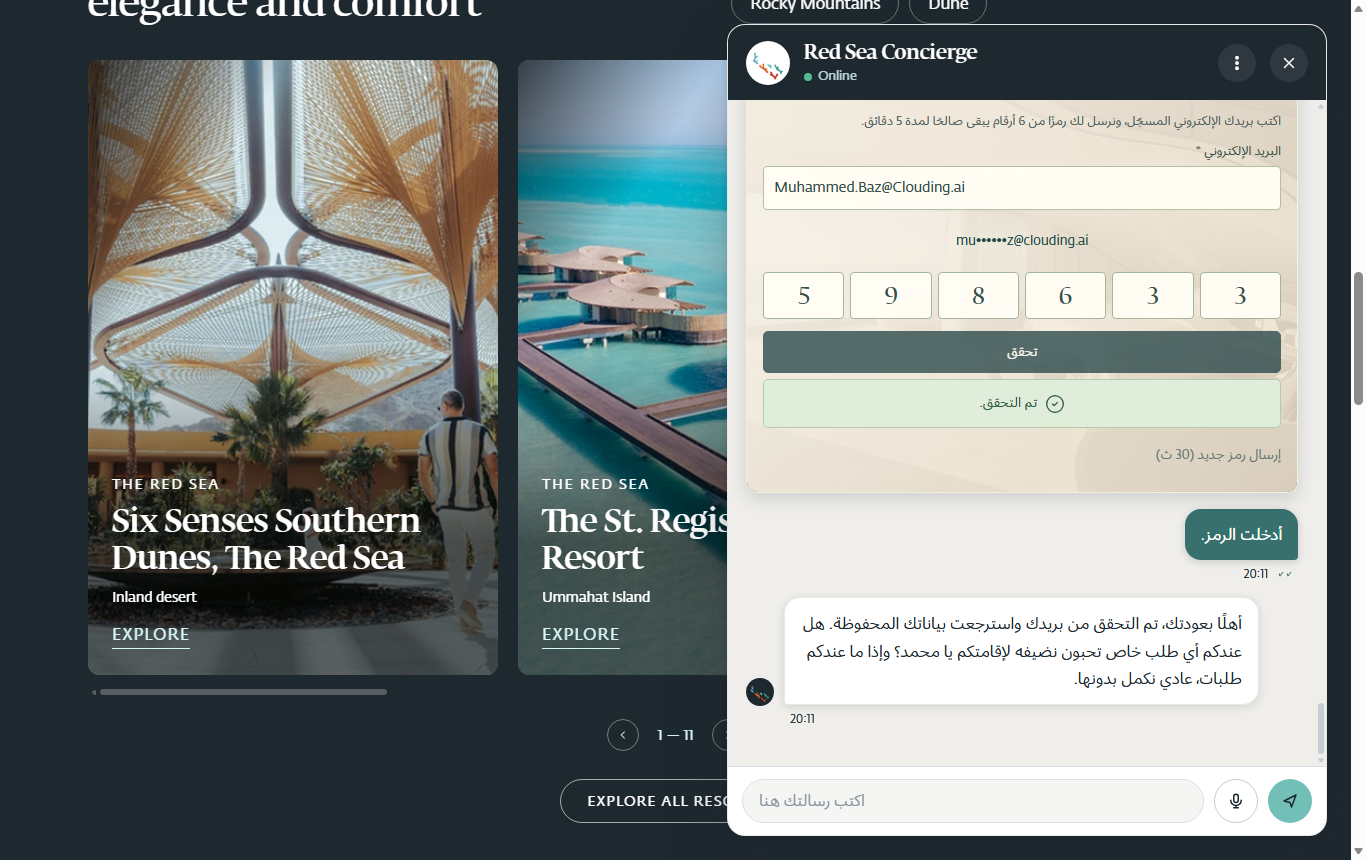 elegance and comfort
Rocky Mountains
Dune
THE RED SEA
Six Senses Southern
Dunes, The Red Sea
Inland desert
EXPLORE
THE RED SEA
The St. Regis
Resort
Ummahat Island
EXPLORE
1 — 11
EXPLORE ALL RESO
Red Sea Concierge
Online
اكتب بريدك الإلكتروني المسجّل، ونرسل لك رمزًا من 6 أرقام يبقى صالحًا لمدة 5 دقائق.
البريد الإلكتروني *
Muhammed.Baz@Clouding.ai
mu••••••z@clouding.ai
5 9 8 6 3 3
تحقق
تم التحقق.
إرسال رمز جديد (30 ث)
أدخلت الرمز.
20:11
أهلًا بعودتك، تم التحقق من بريدك واسترجعت بياناتك المحفوظة. هل
عندكم أي طلب خاص تحبون نضيفه لإقامتكم يا محمد؟ وإذا ما عندكم
طلبات، عادي نكمل بدونها.
20:11
اكتب رسالتك هنا